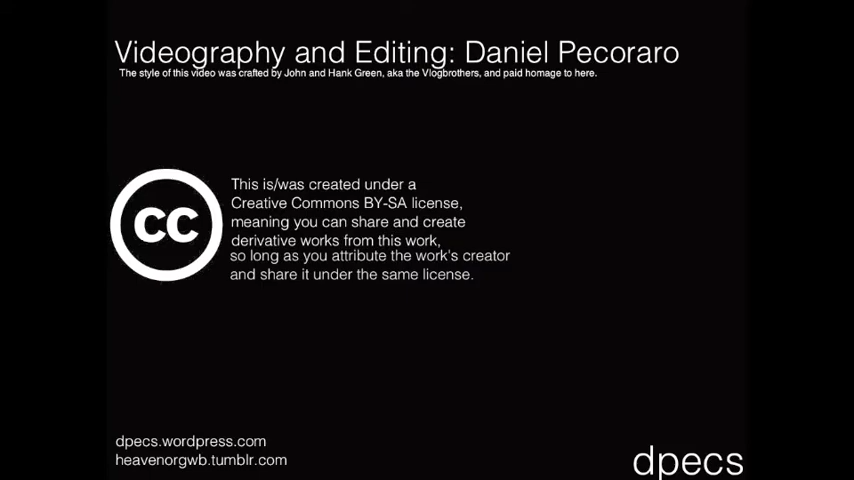 Videography and Editing: Daniel Pecoraro
The style of this video was crafted by John and Hank Green, aka the Vlogbrothers, and paid homage to here.
cc
This is/was created under a
Creative Commons BY-SA license,
meaning you can share and create
derivative works from this work,
so long as you attribute the work's creator
and share it under the same license.
dpecs.wordpress.com
heavenorgwb.tumblr.com
dpecs